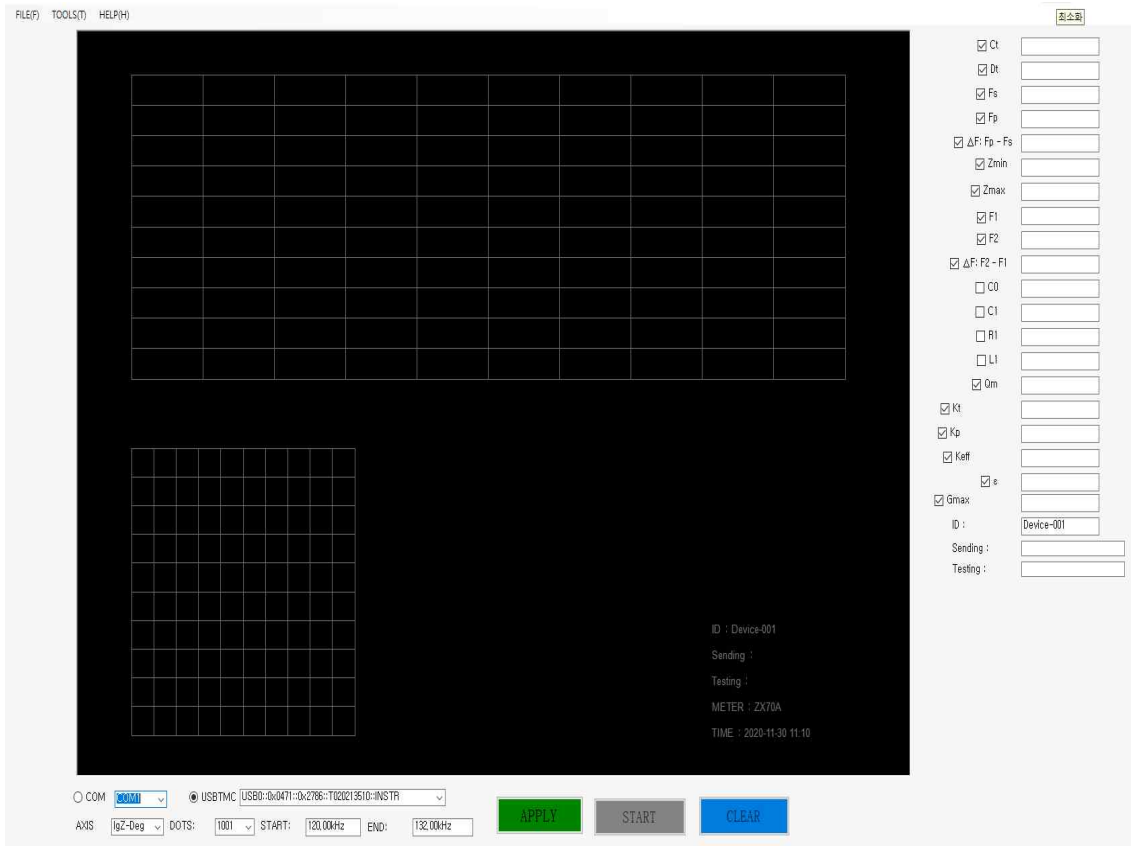 FILE(F) TOOLS(T) HELP(H)
최소화
Ct
Dt
Fs
Fp
△F: Fp - Fs
Zmin
Zmax
F1
F2
△F: F2 - F1
C0
C1
R1
L1
Qm
Kt
Kp
Keff
ε
Gmax
ID : Device-001
Sending :
Testing :
ID : Device-001
Sending :
Testing :
METER : ZX70A
TIME : 2020-11-30 11:10
COM COM1 USBTMC USB0::0x0471::0x2786::T020213510::INSTR
AXIS lgZ-Deg DOTS: 1001 START: 120,00kHz END: 132,00kHz
APPLY START CLEAR